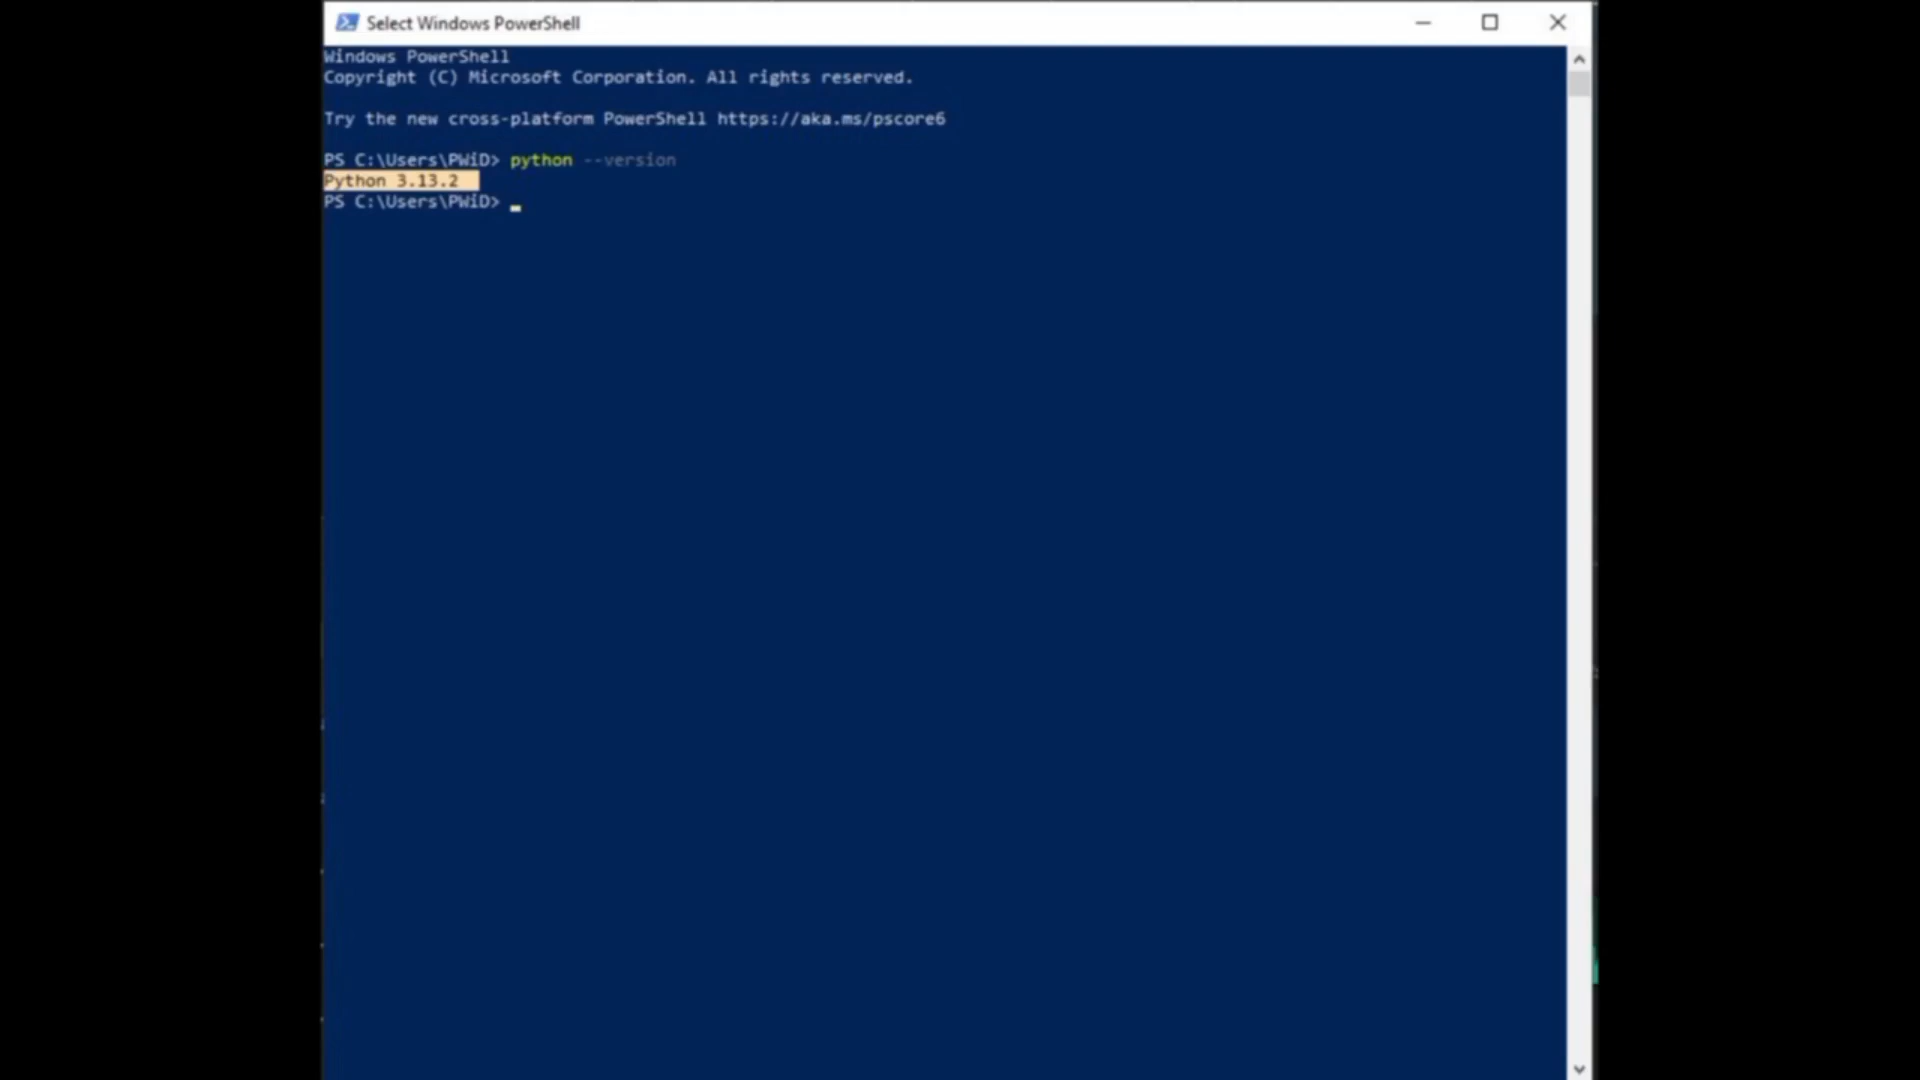 Select Windows PowerShell
Windows PowerShell
Copyright (C) Microsoft Corporation. All rights reserved.
Try the new cross-platform PowerShell https://aka.ms/pscore6
PS C:\Users\PWiD> python --version
Python 3.13.2
PS C:\Users\PWiD>